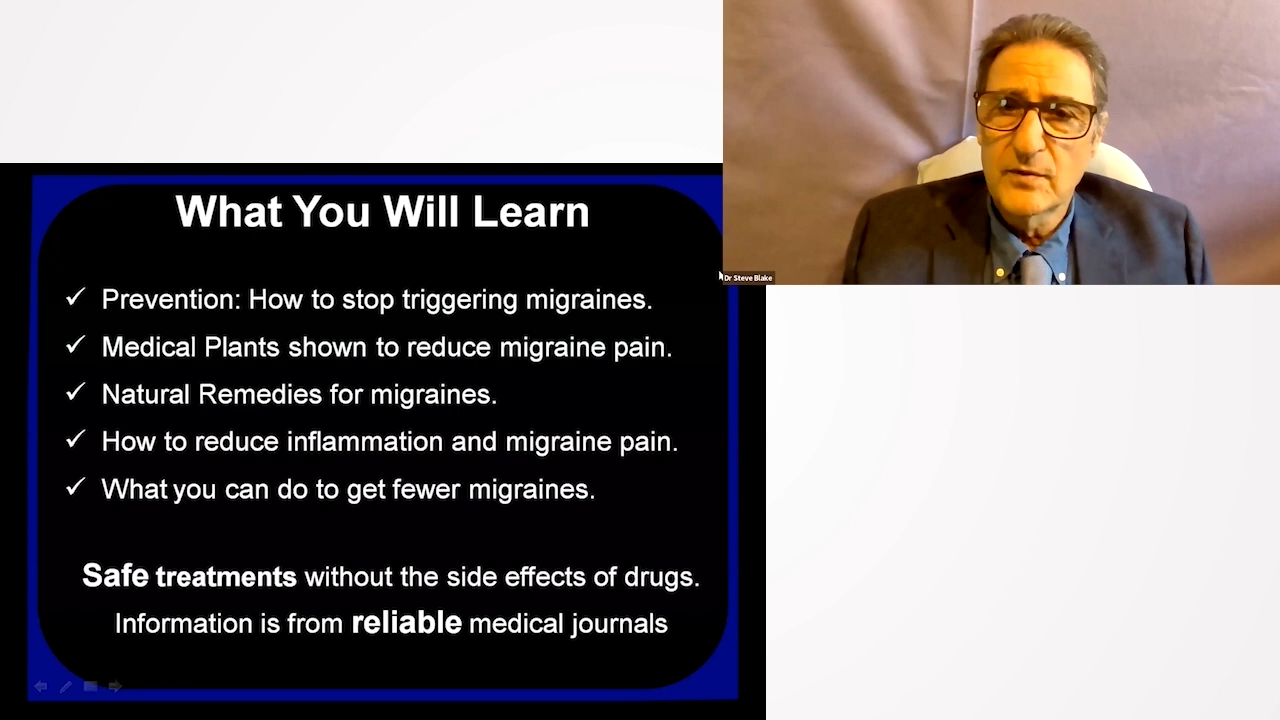 What You Will Learn
✓ Prevention: How to stop triggering migraines.
✓ Medical Plants shown to reduce migraine pain.
✓ Natural Remedies for migraines.
✓ How to reduce inflammation and migraine pain.
✓ What you can do to get fewer migraines.
Safe treatments without the side effects of drugs.
Information is from reliable medical journals
Dr Steve Blake